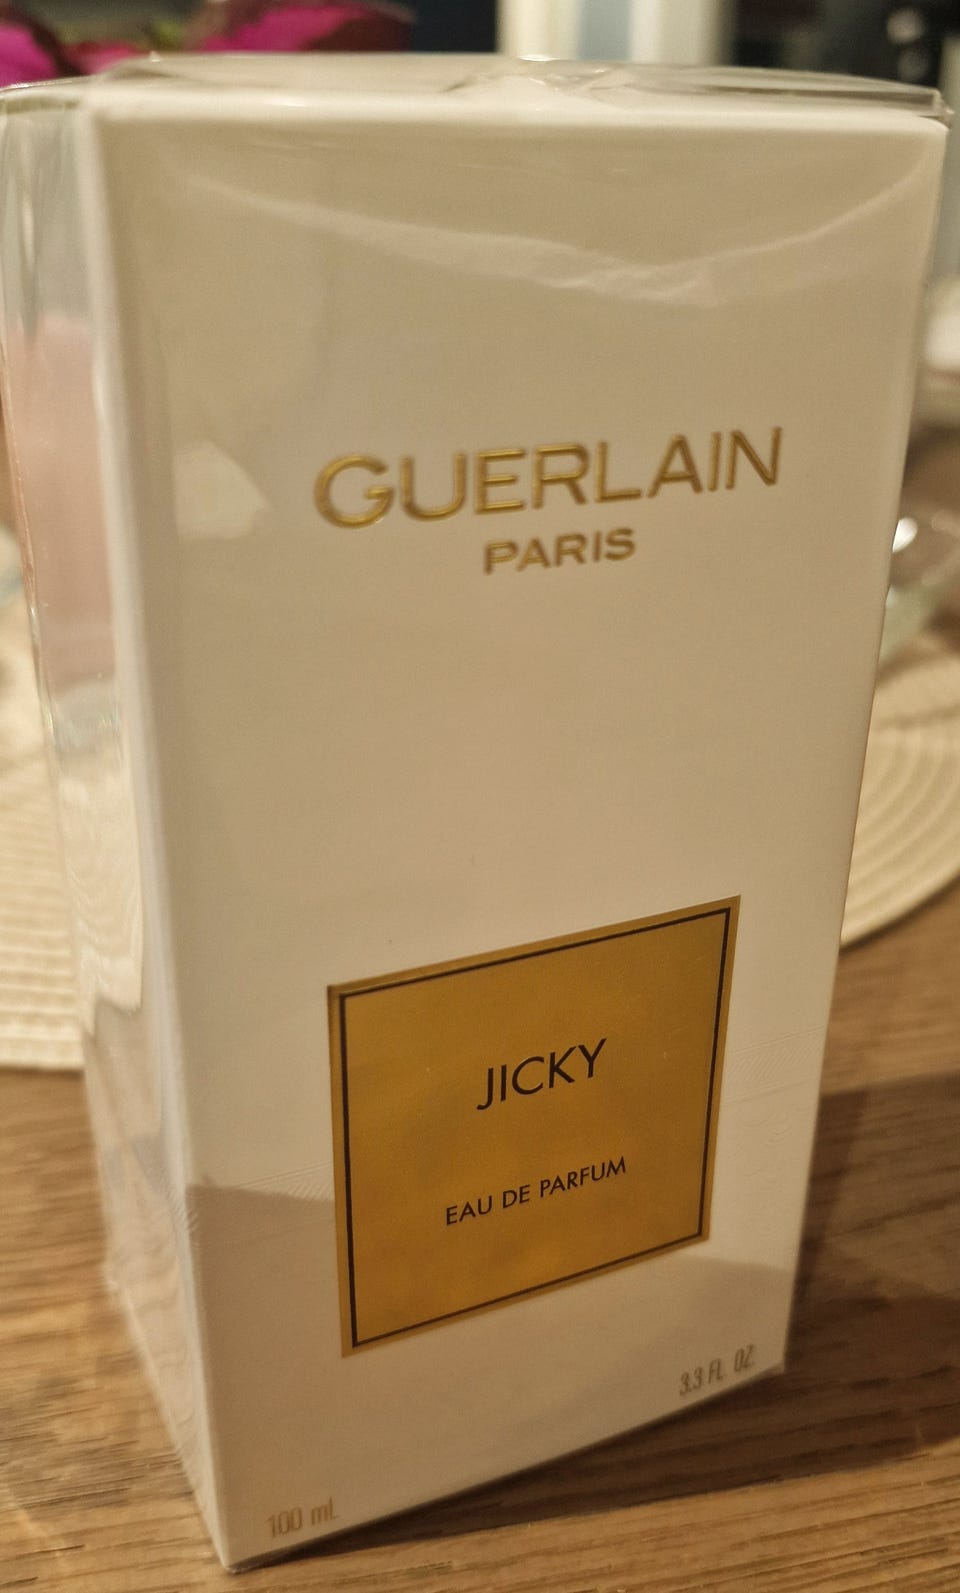 GUERLAIN
PARIS
JICKY
EAU DE PARFUM
3.3 FL OZ.
100 mL